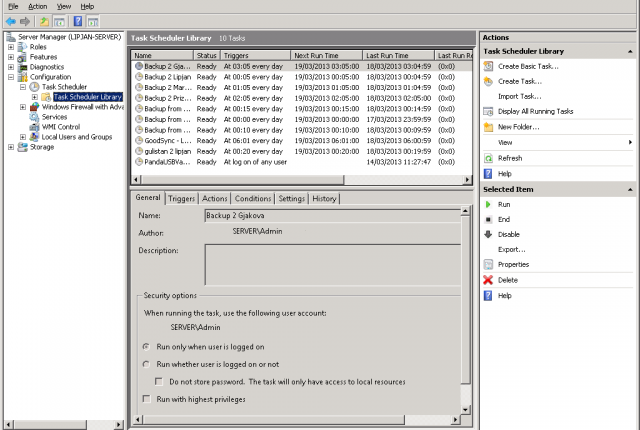 File Action View Help
Server Manager (LIPJAN-SERVER)
Roles
Features
Diagnostics
Configuration
Task Scheduler
Task Scheduler Library
Windows Firewall with Adva
Services
WMI Control
Local Users and Groups
Storage
Task Scheduler Library 10 Tasks
Name Status Triggers Next Run Time Last Run Time Last Run Re
Backup 2 Gja... Ready At 03:05 every day 19/03/2013 03:05:00 18/03/2013 03:04:59 (0x0)
Backup 2 Lipjan Ready At 02:05 every day 19/03/2013 02:05:00 18/03/2013 02:04:59 (0x0)
Backup 2 Mar... Ready At 01:05 every day 19/03/2013 01:05:00 18/03/2013 01:04:59 (0x0)
Backup 2 Priz... Ready At 02:05 every day 19/03/2013 02:05:00 18/03/2013 02:05:00 (0x0)
Backup from ... Ready At 00:15 every day 19/03/2013 00:15:00 18/03/2013 00:14:59 (0x0)
Backup from ... Ready At 00:00 every day 19/03/2013 00:00:00 17/03/2013 23:59:59 (0x0)
Backup from ... Ready At 00:10 every day 19/03/2013 00:10:00 18/03/2013 00:09:59 (0x0)
GoodSync - L... Ready At 06:01 every day 19/03/2013 06:01:00 18/03/2013 06:00:59 (0x0)
gulistan 2 lipjan Ready At 00:20 every day 19/03/2013 00:20:00 18/03/2013 00:19:59 (0x0)
PandaUSBVa... Ready At log on of any user 14/03/2013 11:27:47 (0x0)
General Triggers Actions Conditions Settings History
Name: Backup 2 Gjakova
Author: SERVER\Admin
Description:
Security options
When running the task, use the following user account:
SERVER\Admin
Run only when user is logged on
Run whether user is logged on or not
Do not store password. The task will only have access to local resources
Run with highest privileges
Actions
Task Scheduler Library
Create Basic Task...
Create Task...
Import Task...
Display All Running Tasks
New Folder...
View
Refresh
Help
Selected Item
Run
End
Disable
Export...
Properties
Delete
Help